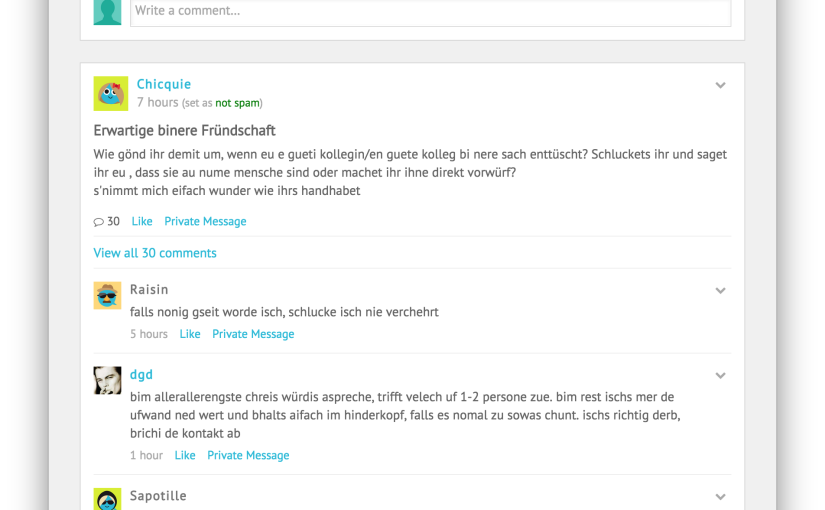 Write a comment...
Chicquie
7 hours (set as not spam)
Erwartige binere Fründschaft
Wie gönd ihr demit um, wenn eu e gueti kollegin/en guete kolleg bi nere sach enttüscht? Schluckets ihr und saget
ihr eu , dass sie au nume mensche sind oder machet ihr ihne direkt vorwürf?
s'nimmt mich eifach wunder wie ihrs handhabet
30 Like Private Message
View all 30 comments
Raisin
falls nonig gseit worde isch, schlucke isch nie verchehrt
5 hours Like Private Message
dgd
bim allerallerengste chreis würdis aspreche, trifft velech uf 1-2 persone zue. bim rest ischs mer de
ufwand ned wert und bhalts aifach im hinderkopf, falls es nomal zu sowas chunt. ischs richtig derb,
brichi de kontakt ab
1 hour Like Private Message
Sapotille